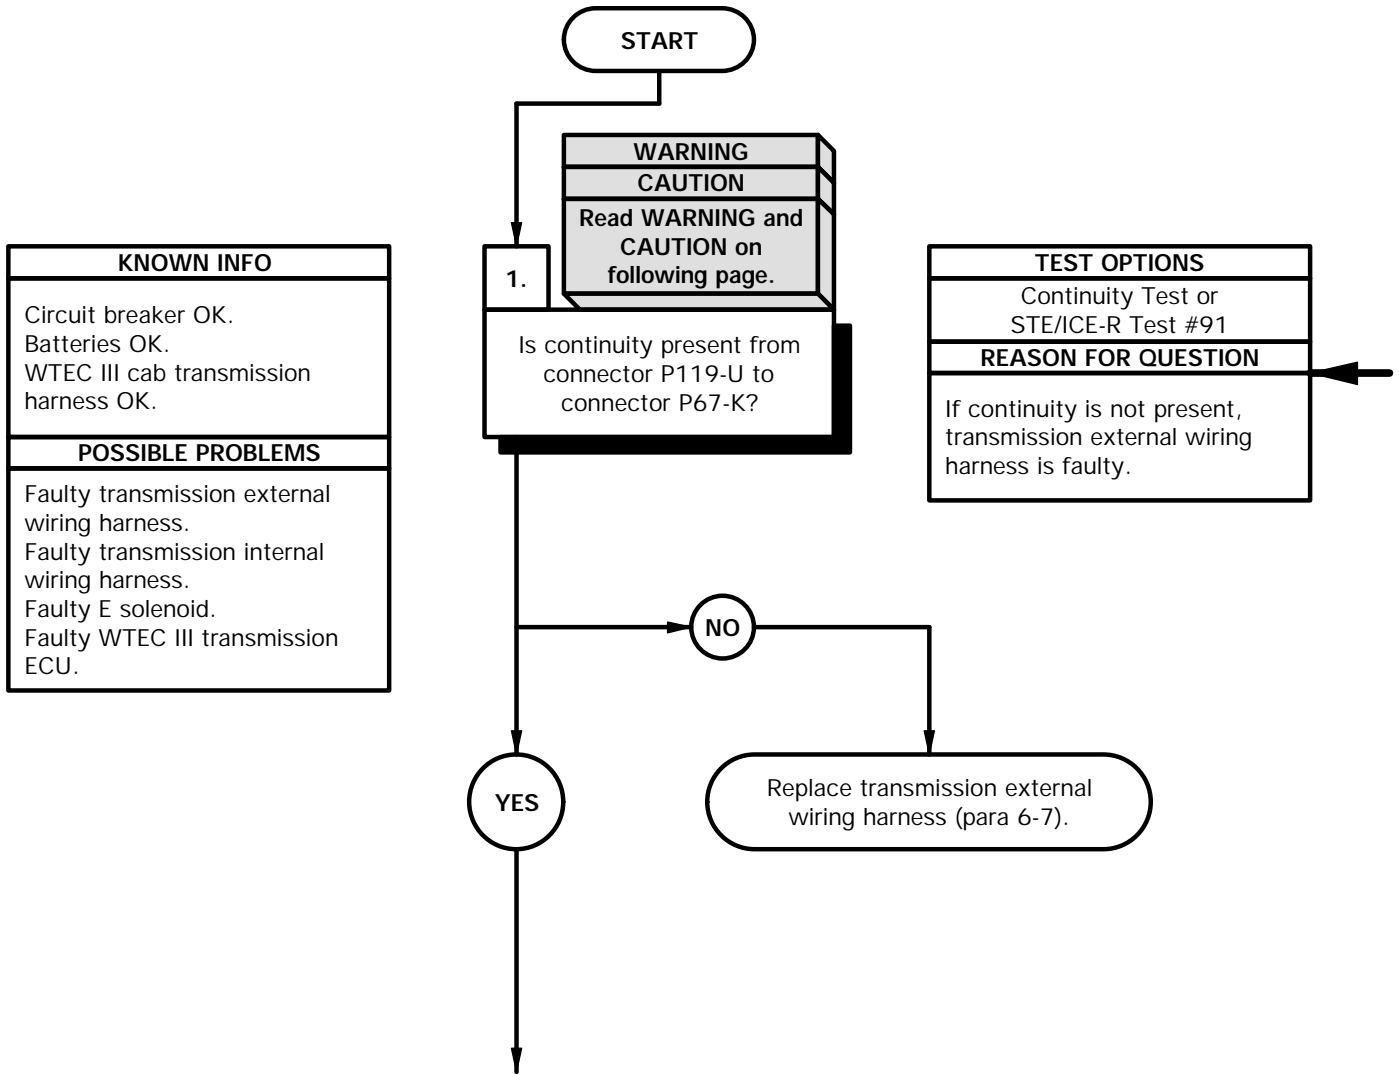 START
WARNING
CAUTION
Read WARNING and
CAUTION on
following page.
1.
Is continuity present from
connector P119-U to
connector P67-K?
KNOWN INFO
Circuit breaker OK.
Batteries OK.
WTEC III cab transmission
harness OK.
POSSIBLE PROBLEMS
Faulty transmission external
wiring harness.
Faulty transmission internal
wiring harness.
Faulty E solenoid.
Faulty WTEC III transmission
ECU.
TEST OPTIONS
Continuity Test or
STE/ICE-R Test #91
REASON FOR QUESTION
If continuity is not present,
transmission external wiring
harness is faulty.
NO
YES
Replace transmission external
wiring harness (para 6-7).